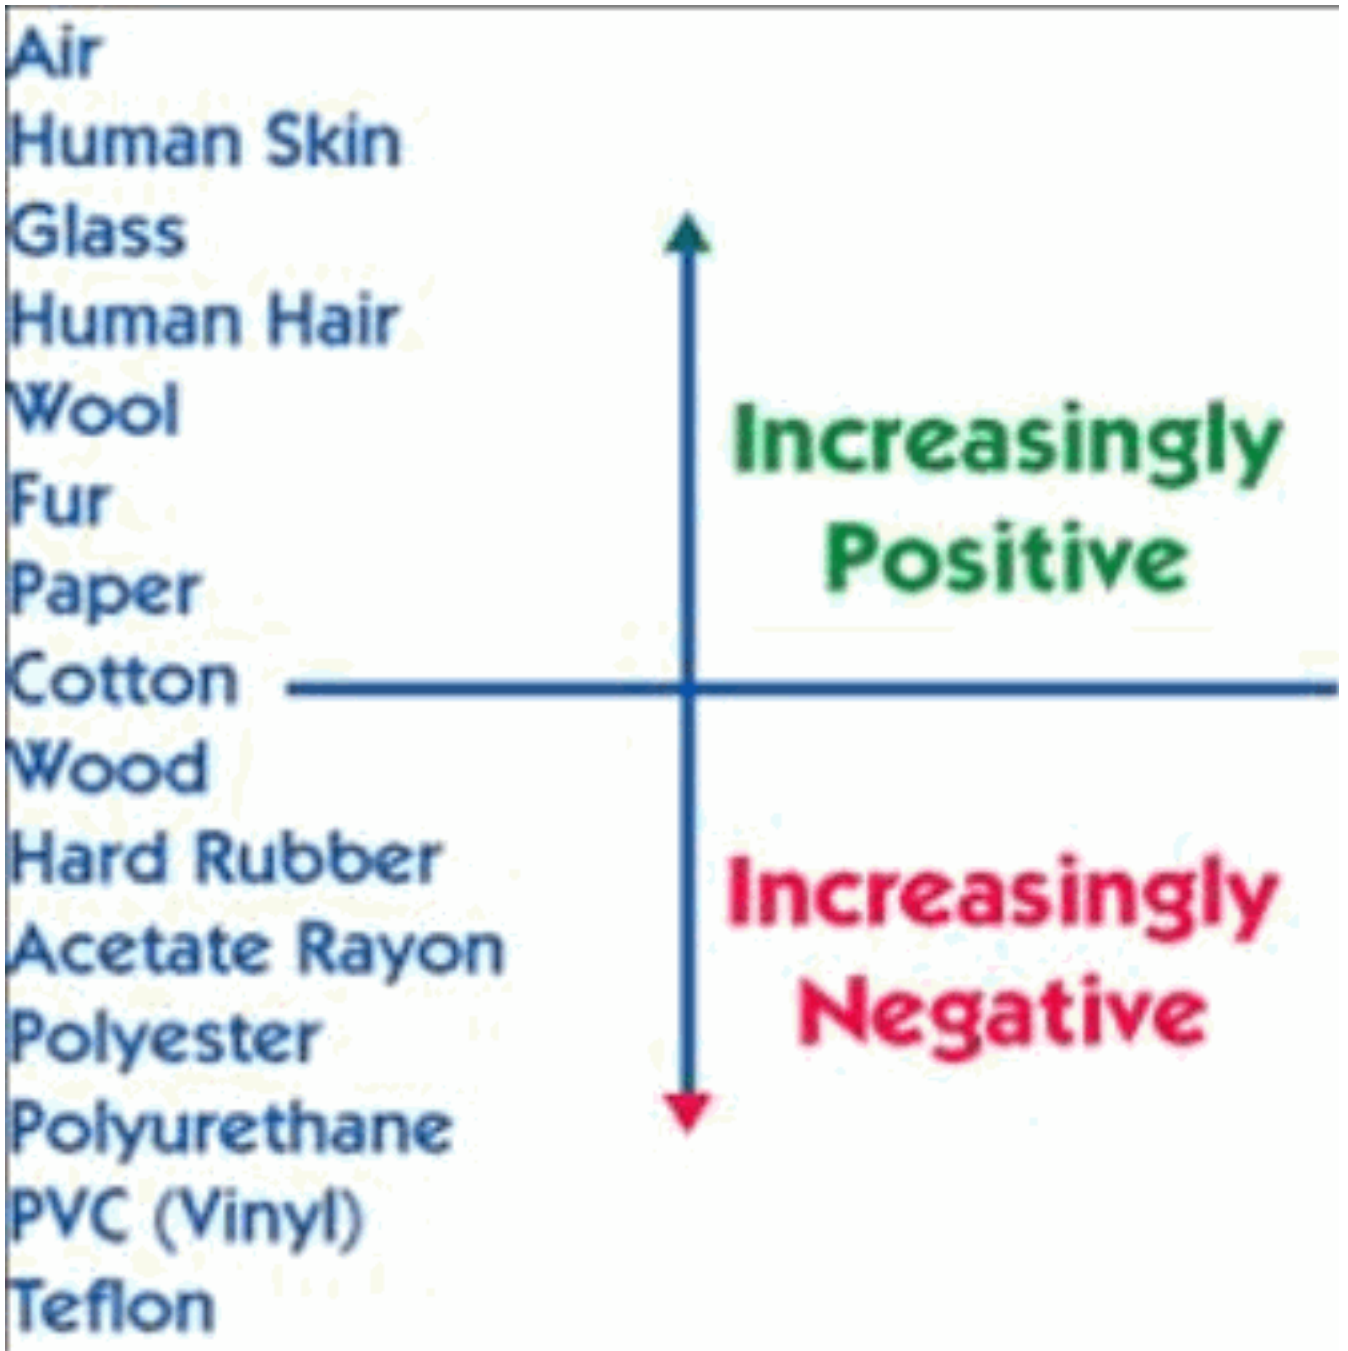 Air
Human Skin
Glass
Human Hair
Wool
Fur
Paper
Cotton
Wood
Hard Rubber
Acetate Rayon
Polyester
Polyurethane
PVC (Vinyl)
Teflon
Increasingly
Positive
Increasingly
Negative